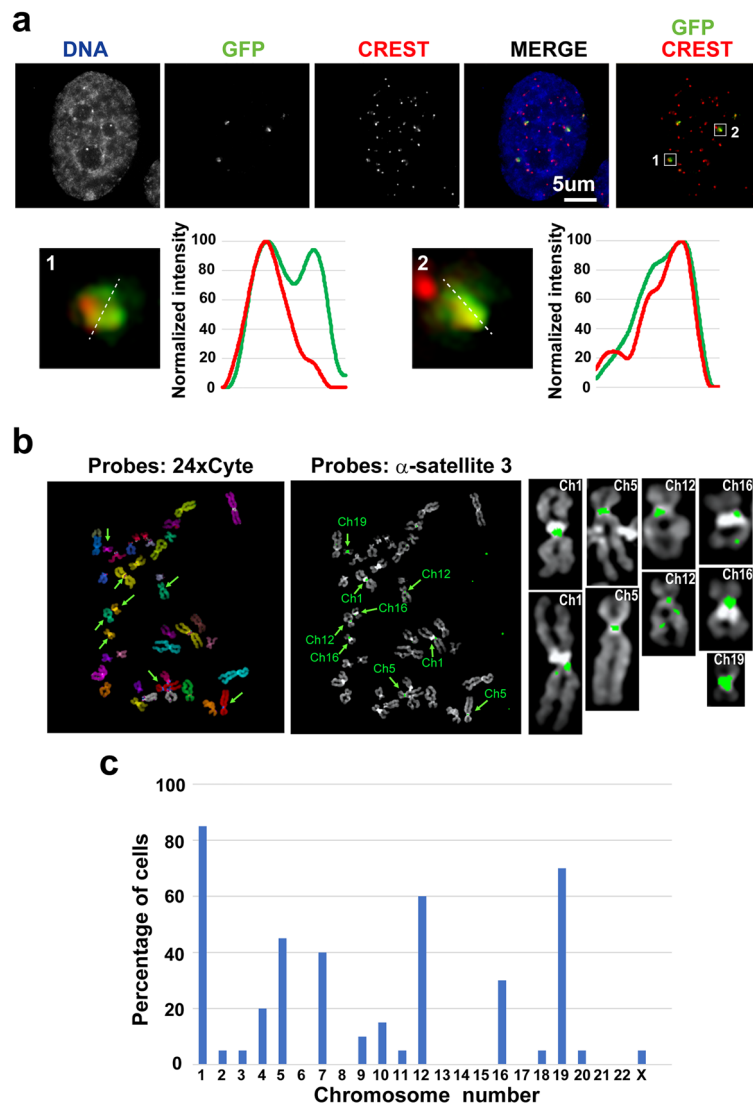 a
DNA
GFP
CREST
MERGE
GFP
CREST
5um
1
2
1
Normalized intensity
100
80
60
40
20
0
2
Normalized intensity
100
80
60
40
20
0
b
Probes: 24xCyte
Probes: α-satellite 3
Ch19
Ch1
Ch12
Ch16
Ch12
Ch16
Ch1
Ch5
Ch5
Ch1
Ch5
Ch12
Ch16
Ch1
Ch5
Ch12
Ch16
Ch19
c
Percentage of cells
100
80
60
40
20
0
1 2 3 4 5 6 7 8 9 10 11 12 13 14 15 16 17 18 19 20 21 22 X
Chromosome number